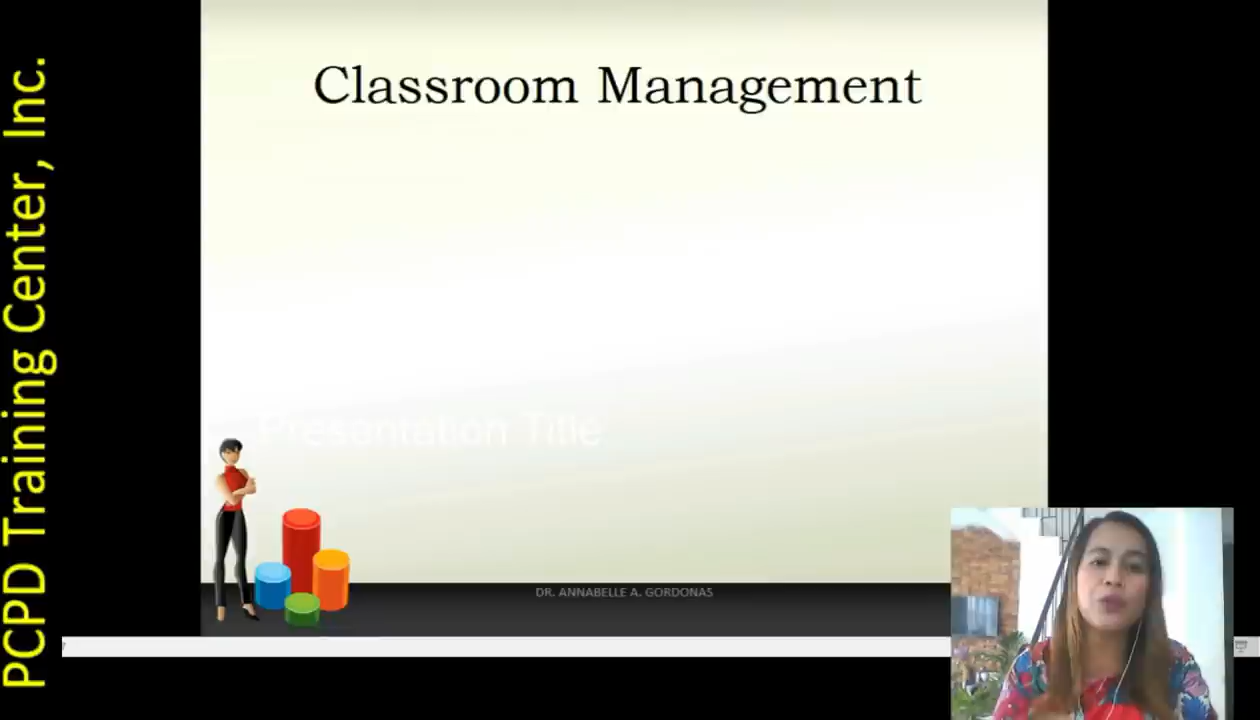 PCPD Training Center, Inc.
Classroom Management
Presentation Title
DR. ANNABELLE A. GORDONAS